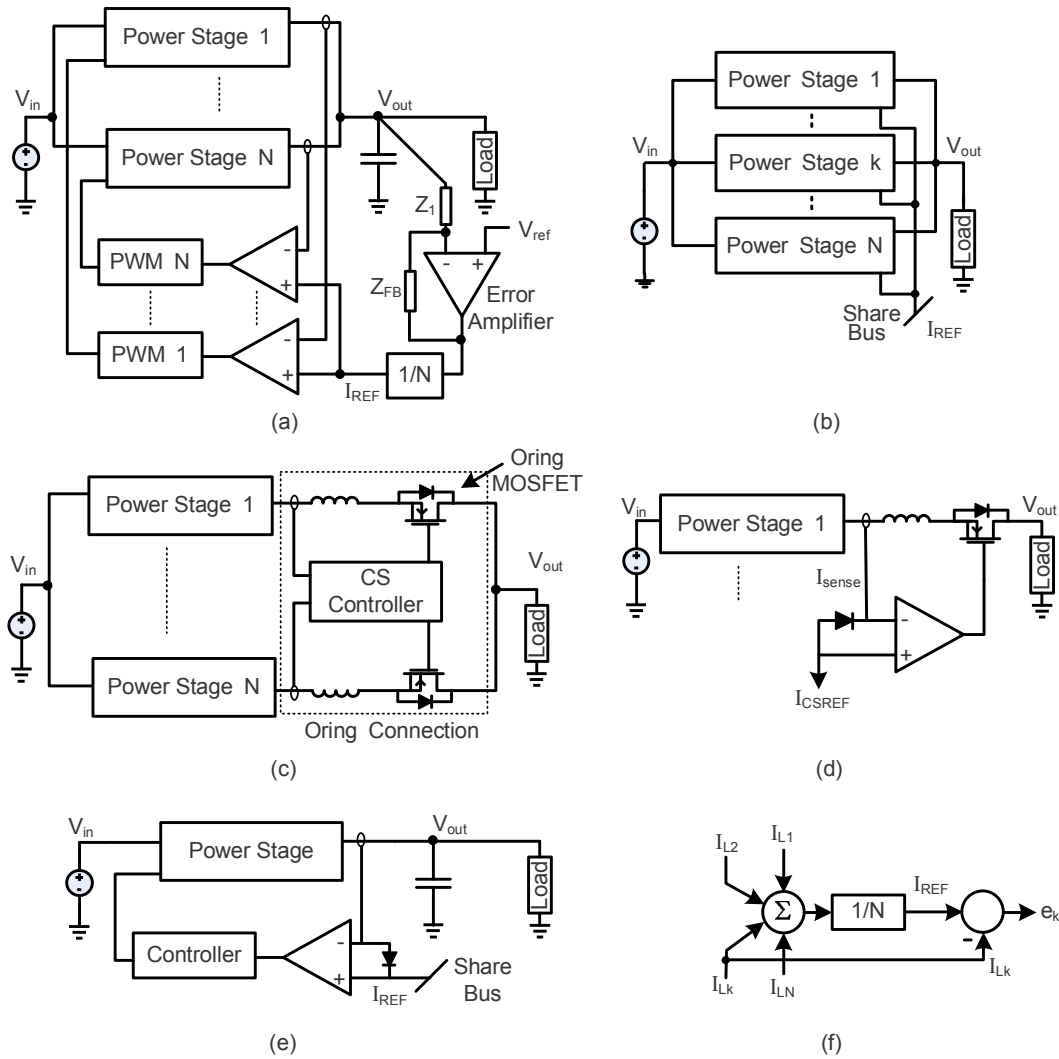 Power Stage 1
V_in
V_out
Power Stage N
Load
Z_1
V_ref
-
+
PWM N
-
+
Z_FB
Error
Amplifier
PWM 1
-
+
I_REF
1/N
(a)
Power Stage 1
V_in
Power Stage k
V_out
Power Stage N
Load
Share
Bus
I_REF
(b)
Oring
MOSFET
Power Stage 1
V_in
CS
Controller
V_out
Load
Power Stage N
Oring Connection
(c)
V_in
Power Stage 1
V_out
Load
I_sense
-
+
I_CSREF
(d)
V_in
Power Stage
V_out
Load
Controller
-
+
I_REF
Share
Bus
(e)
I_L2
I_L1
Σ
1/N
I_REF
e_k
-
I_Lk
I_LN
I_Lk
(f)